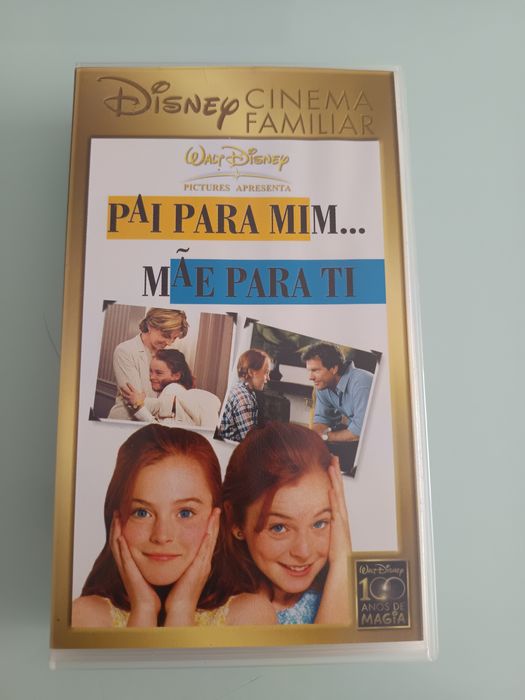 Disney CINEMA
FAMILIAR
WALT DISNEY
PICTURES APRESENTA
PAI PARA MIM...
MÃE PARA TI
WALT DISNEY
100
ANOS DE
MAGIA